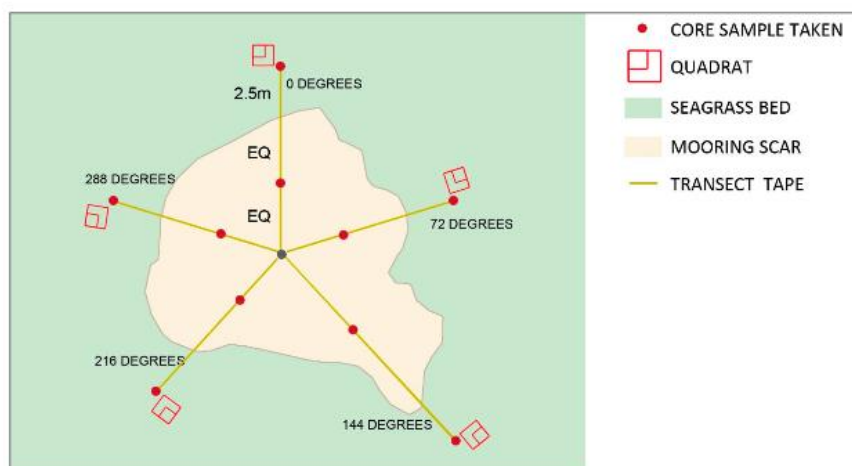 0 DEGREES
2.5m
EQ
288 DEGREES
EQ
72 DEGREES
216 DEGREES
144 DEGREES
CORE SAMPLE TAKEN
QUADRAT
SEAGRASS BED
MOORING SCAR
TRANSECT TAPE